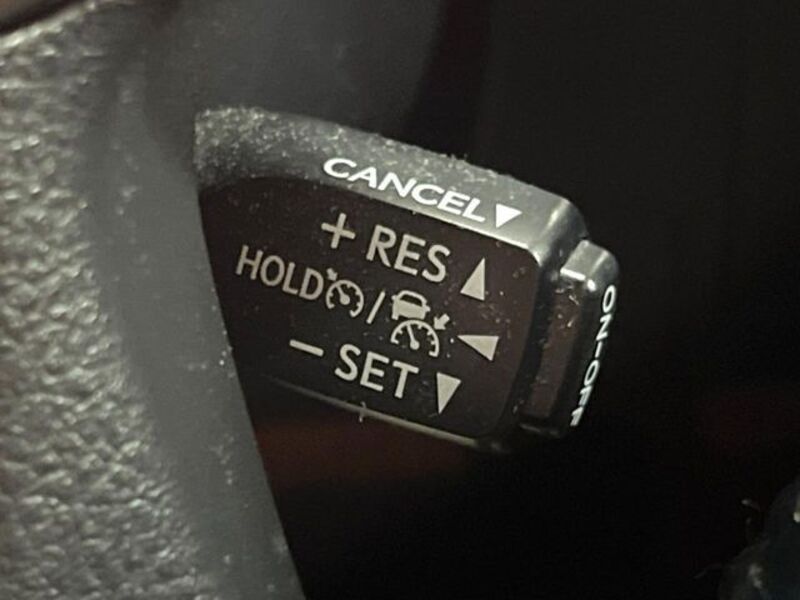 CANCEL▼
+ RES ▲
HOLD / ◀
− SET ▼
ON-OFF